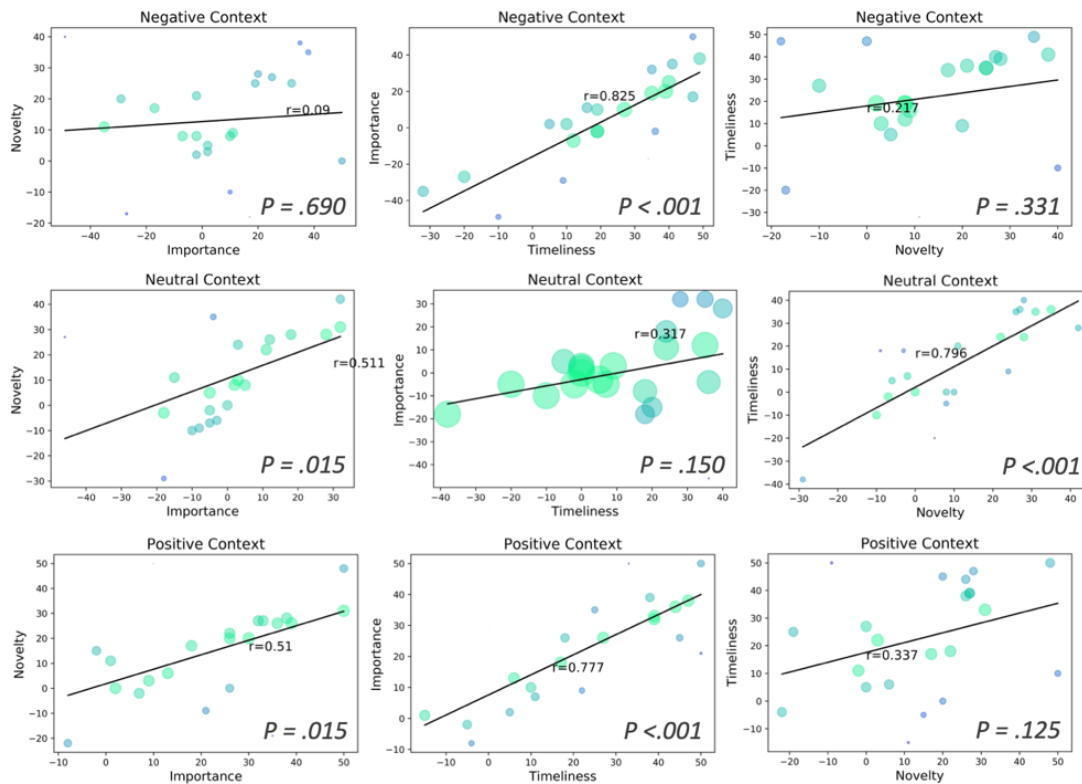 Negative Context
Novelty
40
30
20
10
0
−10
−20
r=0.09
P = .690
−40 −20 0 20 40
Importance
Negative Context
Importance
40
20
0
−20
−40
r=0.825
P < .001
−30 −20 −10 0 10 20 30 40 50
Timeliness
Negative Context
Timeliness
50
40
30
20
10
0
−10
−20
−30
r=0.217
P = .331
−20 −10 0 10 20 30 40
Novelty
Neutral Context
Novelty
40
30
20
10
0
−10
−20
−30
r=0.511
P = .015
−40 −30 −20 −10 0 10 20 30
Importance
Neutral Context
Importance
30
20
10
0
−10
−20
−30
−40
r=0.317
P = .150
−40 −30 −20 −10 0 10 20 30 40
Timeliness
Neutral Context
Timeliness
40
30
20
10
0
−10
−20
−30
−40
r=0.796
P <.001
−30 −20 −10 0 10 20 30 40
Novelty
Positive Context
Novelty
50
40
30
20
10
0
−10
−20
r=0.51
P = .015
−10 0 10 20 30 40 50
Importance
Positive Context
Importance
50
40
30
20
10
0
−10
r=0.777
P <.001
−10 0 10 20 30 40 50
Timeliness
Positive Context
Timeliness
50
40
30
20
10
0
−10
r=0.337
P = .125
−20 −10 0 10 20 30 40 50
Novelty